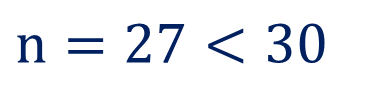 n = 27 < 30